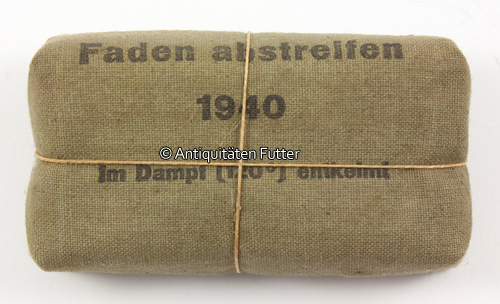 Faden abstreifen
1940
© Antiquitäten Futter
Im Dampf (120°) entkeimt